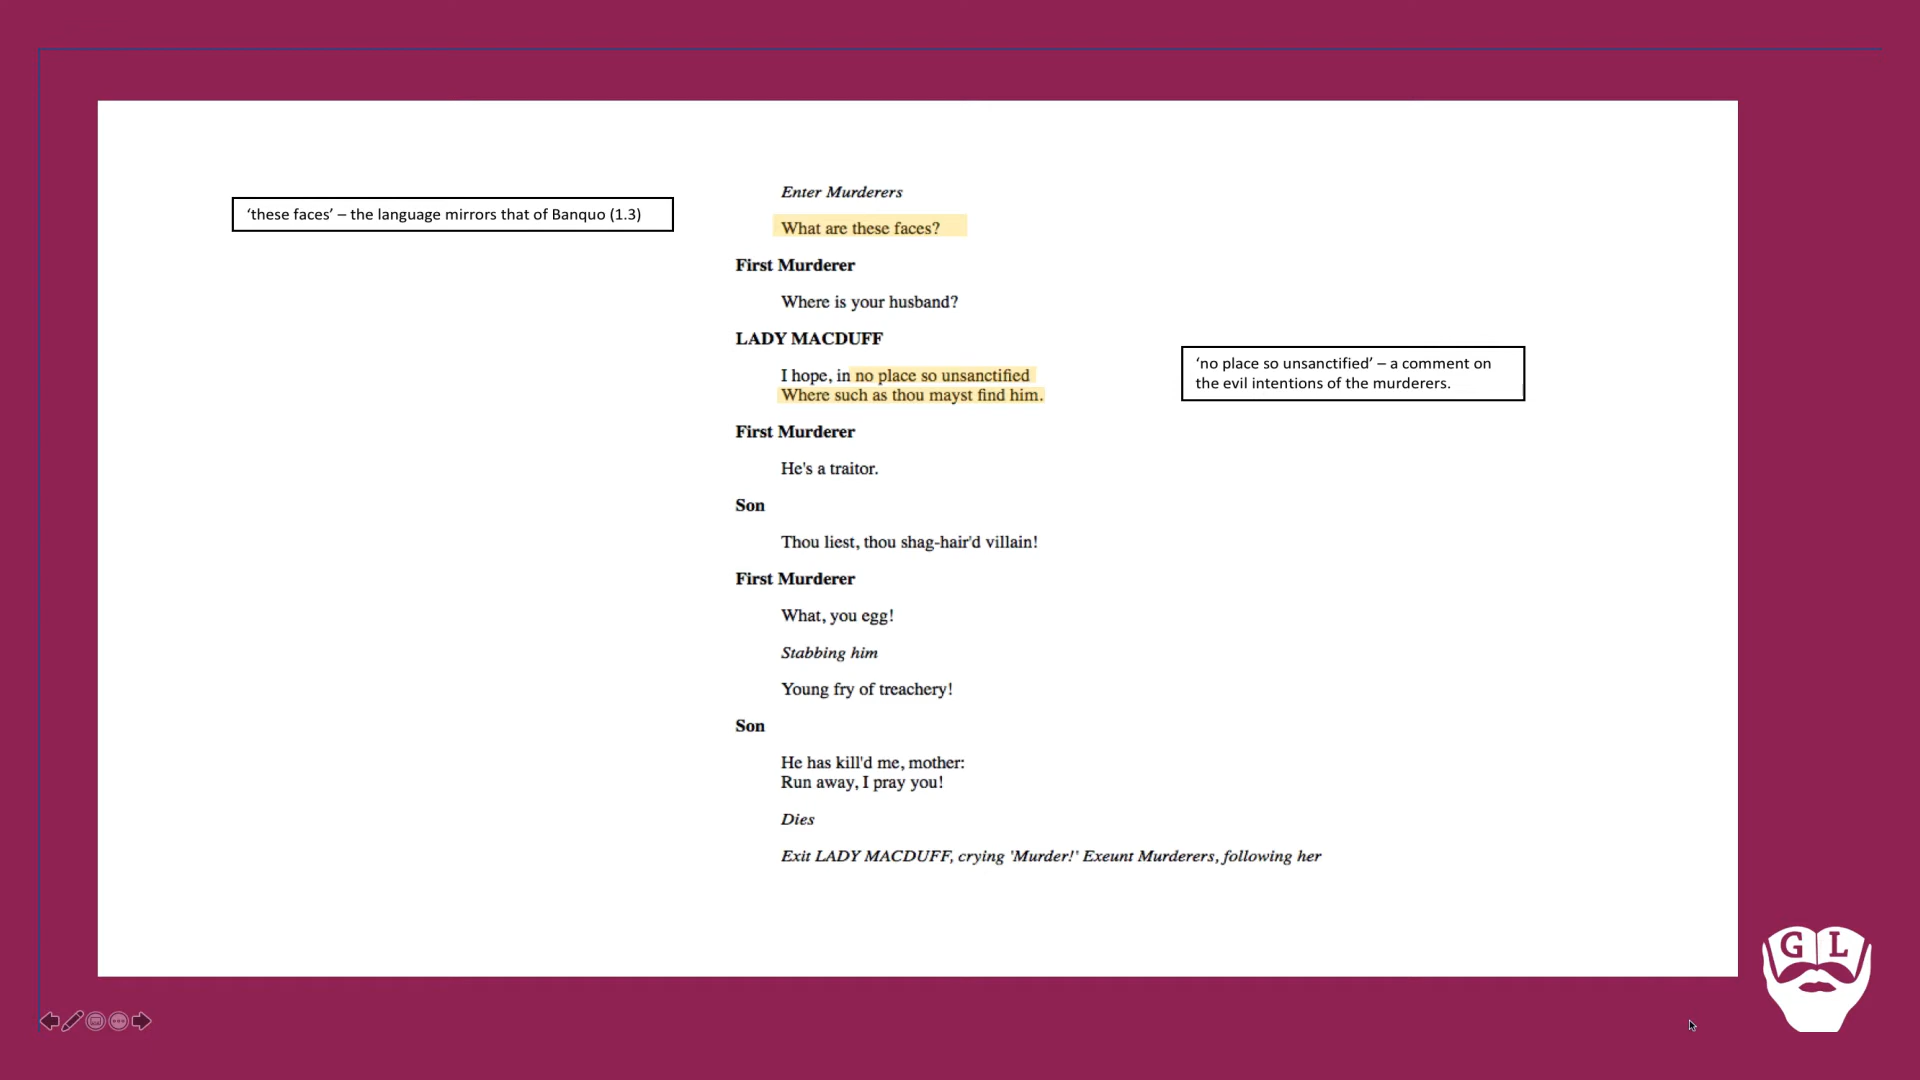 ‘these faces’ – the language mirrors that of Banquo (1.3)
Enter Murderers
What are these faces?
First Murderer
Where is your husband?
LADY MACDUFF
I hope, in no place so unsanctified
Where such as thou mayst find him.
‘no place so unsanctified’ – a comment on
the evil intentions of the murderers.
First Murderer
He's a traitor.
Son
Thou liest, thou shag-hair'd villain!
First Murderer
What, you egg!
Stabbing him
Young fry of treachery!
Son
He has kill'd me, mother:
Run away, I pray you!
Dies
Exit LADY MACDUFF, crying 'Murder!' Exeunt Murderers, following her
G L